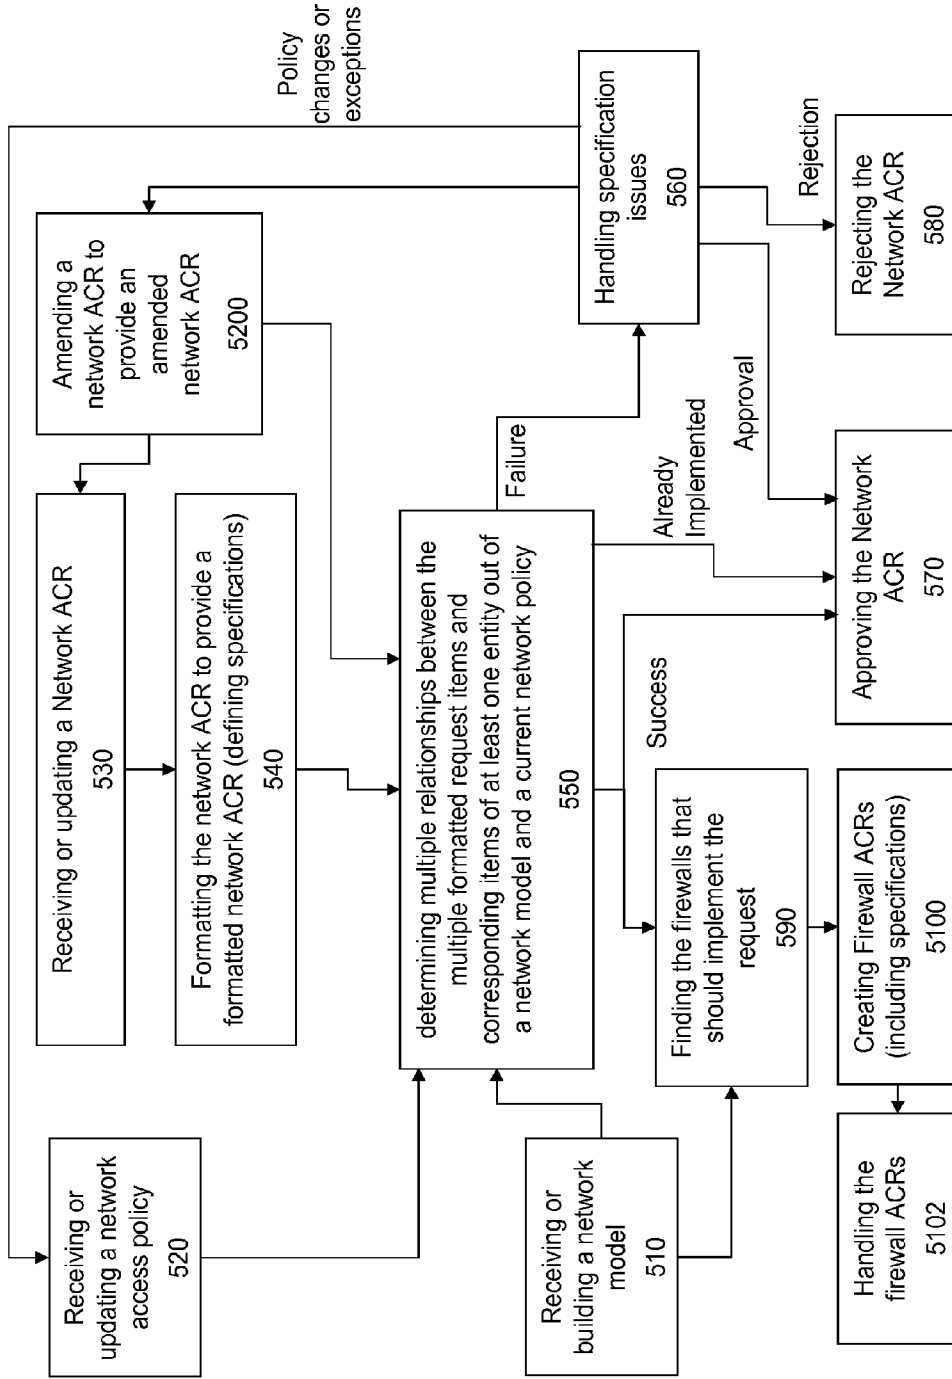 Policy
changes or
exceptions
Amending a
network ACR to
provide an
amended
network ACR
5200
Receiving or updating a Network ACR
530
Formatting the network ACR to provide a
formatted network ACR (defining specifications)
540
Receiving or
updating a network
access policy
520
determining multiple relationships between the
multiple formatted request items and
corresponding items of at least one entity out of
a network model and a current network policy
550
Failure
Handling specification
issues
560
Receiving or
building a network
model
510
Success
Already
Implemented
Approval
Rejection
Finding the firewalls that
should implement the
request
590
Handling the
firewall ACRs
5102
Creating Firewall ACRs
(including specifications)
5100
Approving the Network
ACR
570
Rejecting the
Network ACR
580